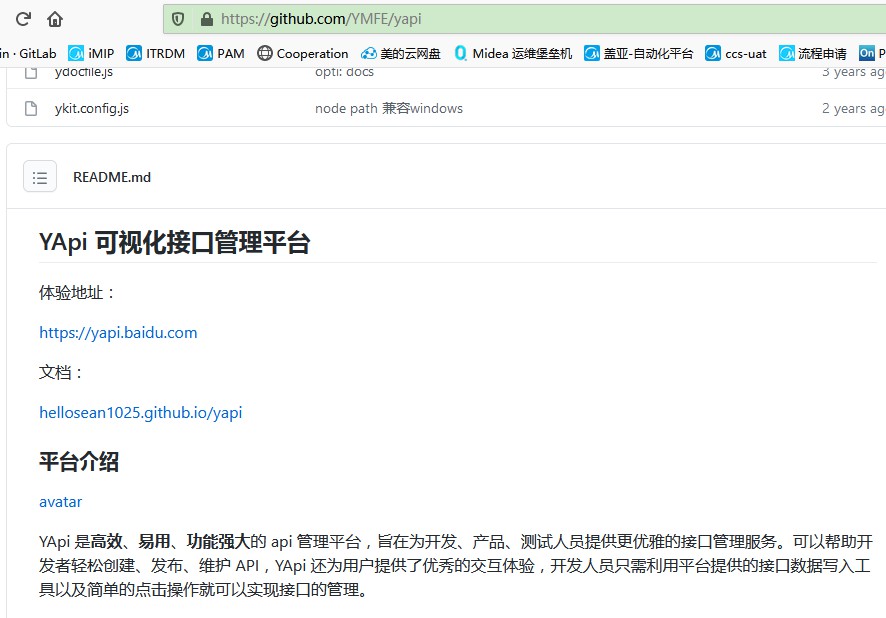 https://github.com/YMFE/yapi
in · GitLab iMIP ITRDM PAM Cooperation 美的云网盘 Midea 运维堡垒机 盖亚-自动化平台 ccs-uat 流程申请 On P
ydocfile.js opti: docs 3 years ag
ykit.config.js node path 兼容windows 2 years ag
README.md
YApi 可视化接口管理平台
体验地址：
https://yapi.baidu.com
文档：
hellosean1025.github.io/yapi
平台介绍
avatar
YApi 是高效、易用、功能强大的 api 管理平台，旨在为开发、产品、测试人员提供更优雅的接口管理服务。可以帮助开
发者轻松创建、发布、维护 API，YApi 还为用户提供了优秀的交互体验，开发人员只需利用平台提供的接口数据写入工
具以及简单的点击操作就可以实现接口的管理。